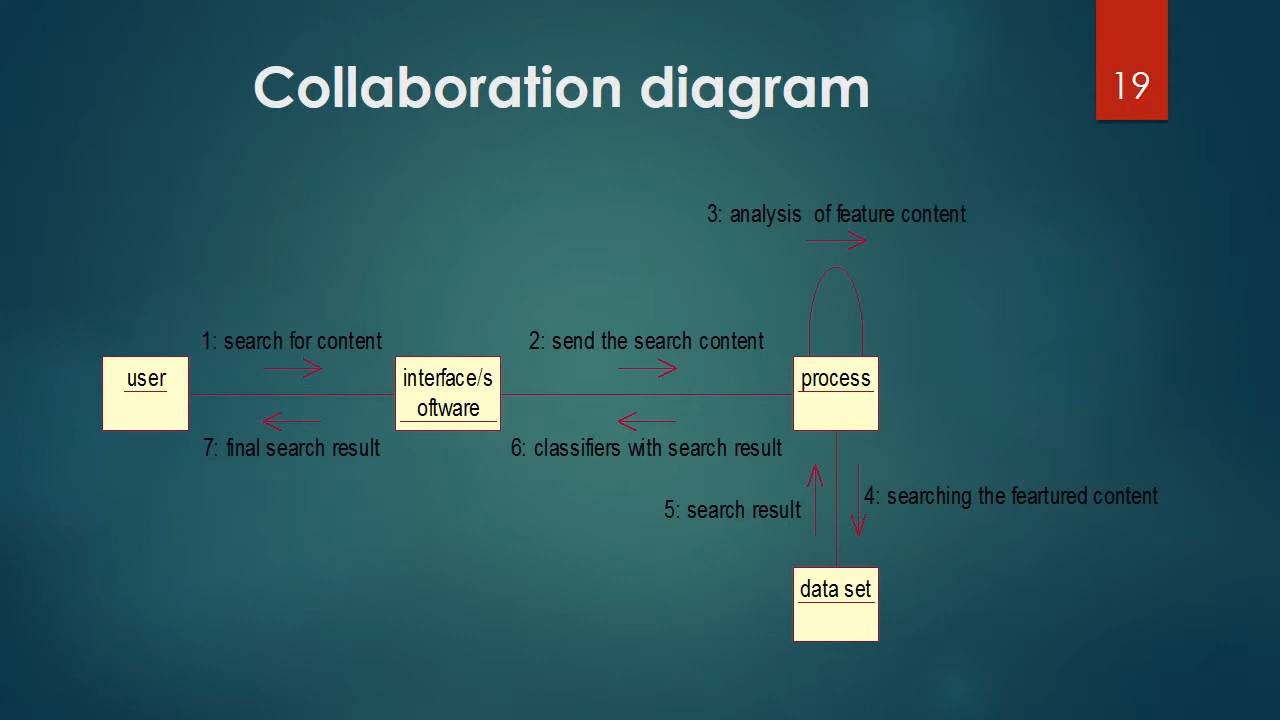 Collaboration diagram
19
3: analysis of feature content
1: search for content
2: send the search content
user
interface/s
oftware
process
7: final search result
6: classifiers with search result
5: search result
4: searching the feartured content
data set